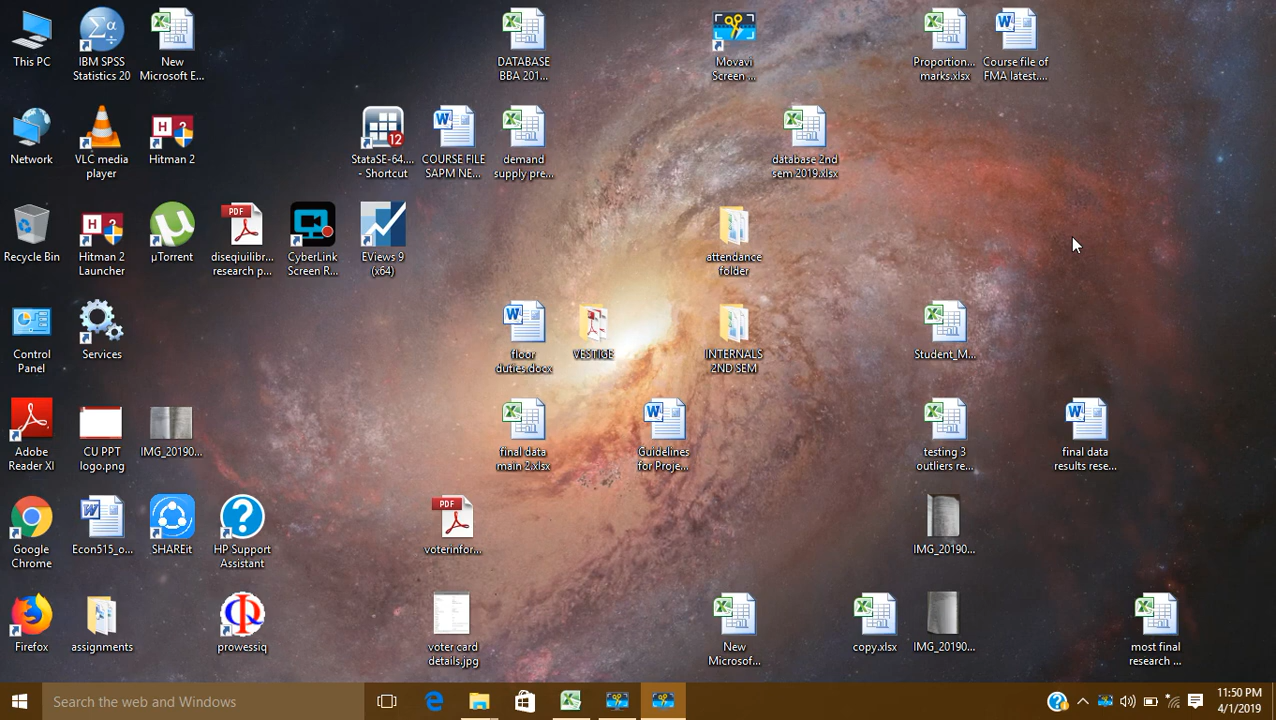 This PC
IBM SPSS
Statistics 20
New
Microsoft E...
DATABASE
BBA 201...
Movavi
Screen ...
Proportion...
marks.xlsx
Course file of
FMA latest....
Network
VLC media
player
Hitman 2
StataSE-64....
- Shortcut
12
COURSE FILE
SAPM NE...
demand
supply pre...
database 2nd
sem 2019.xlsx
Recycle Bin
Hitman 2
Launcher
µTorrent
PDF
disequilibr...
research p...
CyberLink
Screen R...
EViews 9
(x64)
attendance
folder
Control
Panel
Services
floor
duties.docx
VESTIGE
INTERNALS
2ND SEM
Student_M...
Adobe
Reader XI
CU PPT
logo.png
IMG_20190...
final data
main 2.xlsx
Guidelines
for Proje...
testing 3
outliers re...
final data
results rese...
Google
Chrome
Econ515_o...
SHAREit
HP Support
Assistant
PDF
voterinfor...
IMG_20190...
Firefox
assignments
prowessiq
voter card
details.jpg
New
Microsof...
copy.xlsx
IMG_20190...
most final
research ...
Search the web and Windows
11:50 PM
4/1/2019